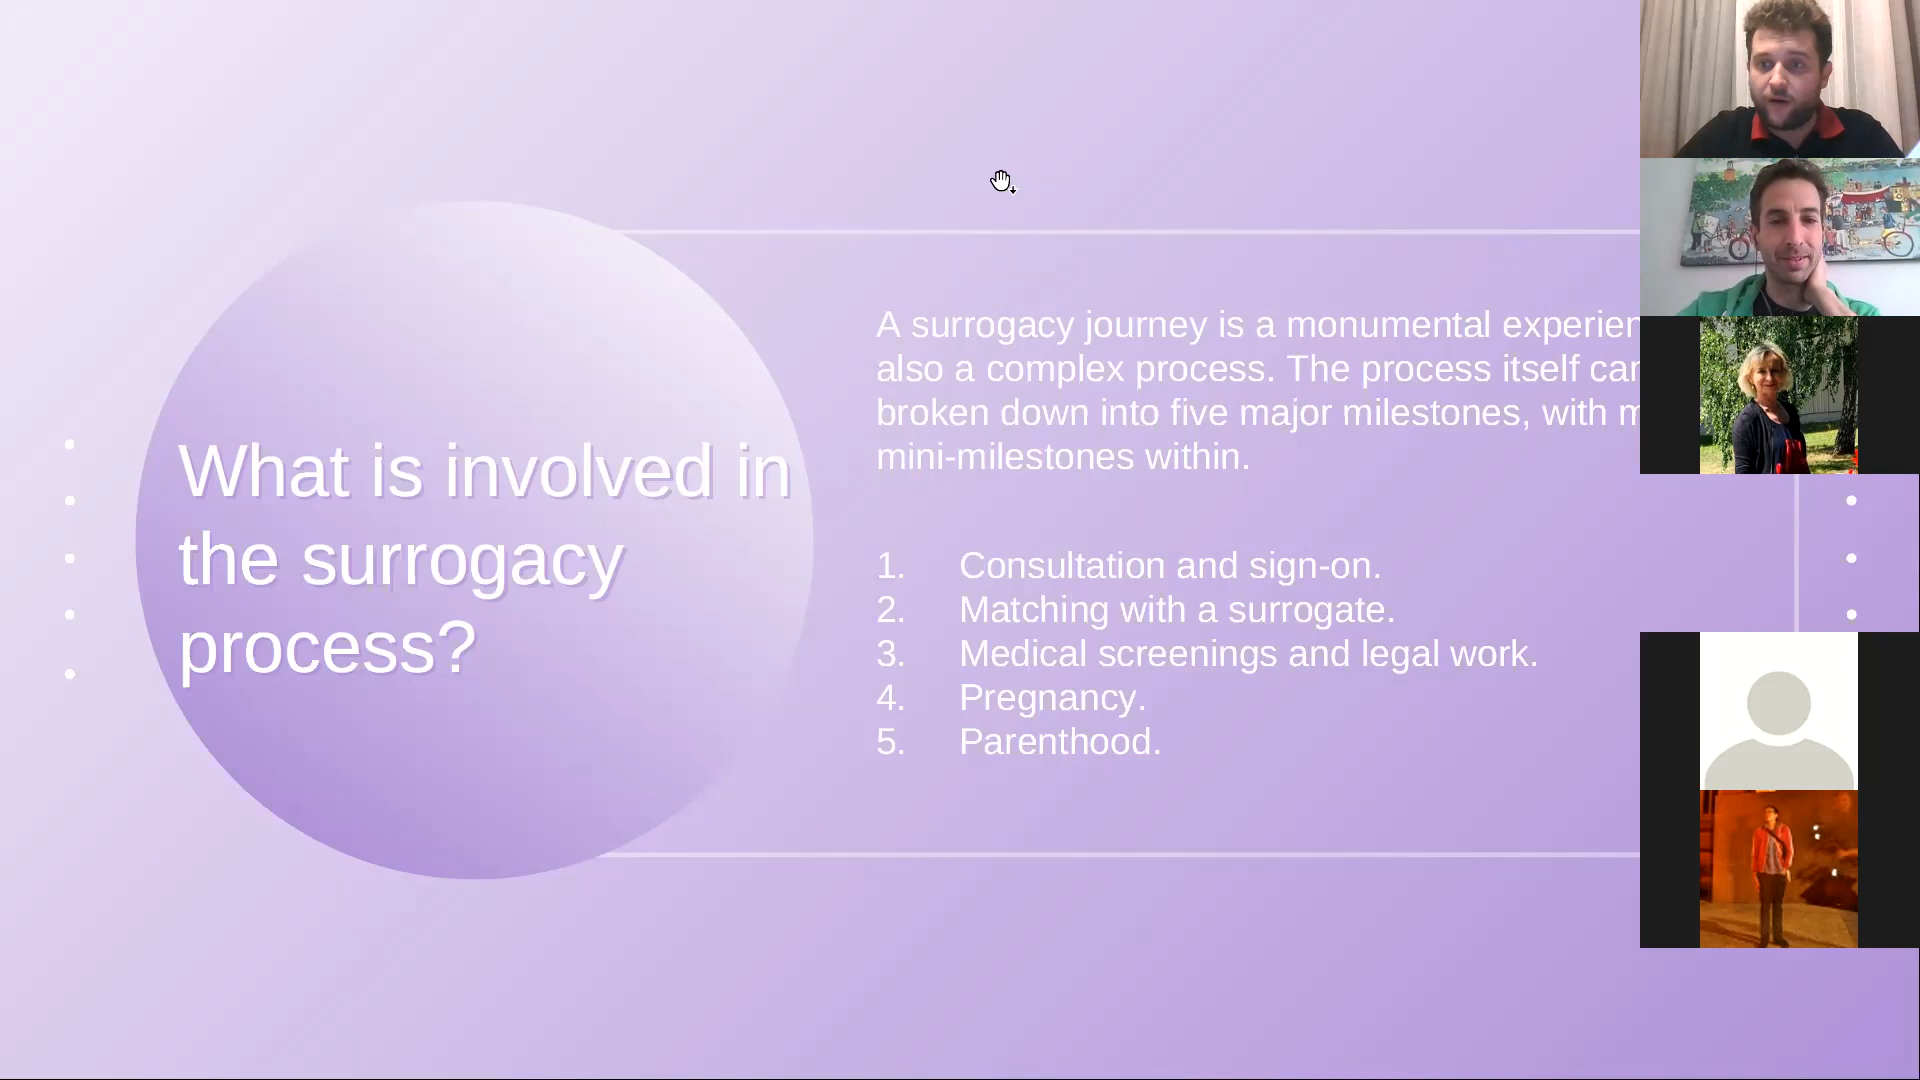 What is involved in
the surrogacy
process?
A surrogacy journey is a monumental
also a complex process. The process itself
broken down into five major milestones, with
mini-milestones within.
1. Consultation and sign-on.
2. Matching with a surrogate.
3. Medical screenings and legal work.
4. Pregnancy.
5. Parenthood.